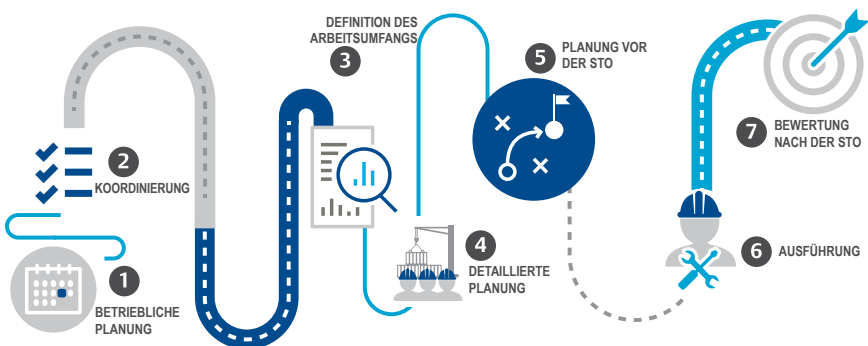 1
BETRIEBLICHE
PLANUNG
2
KOORDINIERUNG
DEFINITION DES
ARBEITSUMFANGS
3
4
DETAILLIERTE
PLANUNG
5
PLANUNG VOR
DER STO
6
AUSFÜHRUNG
7
BEWERTUNG
NACH DER STO